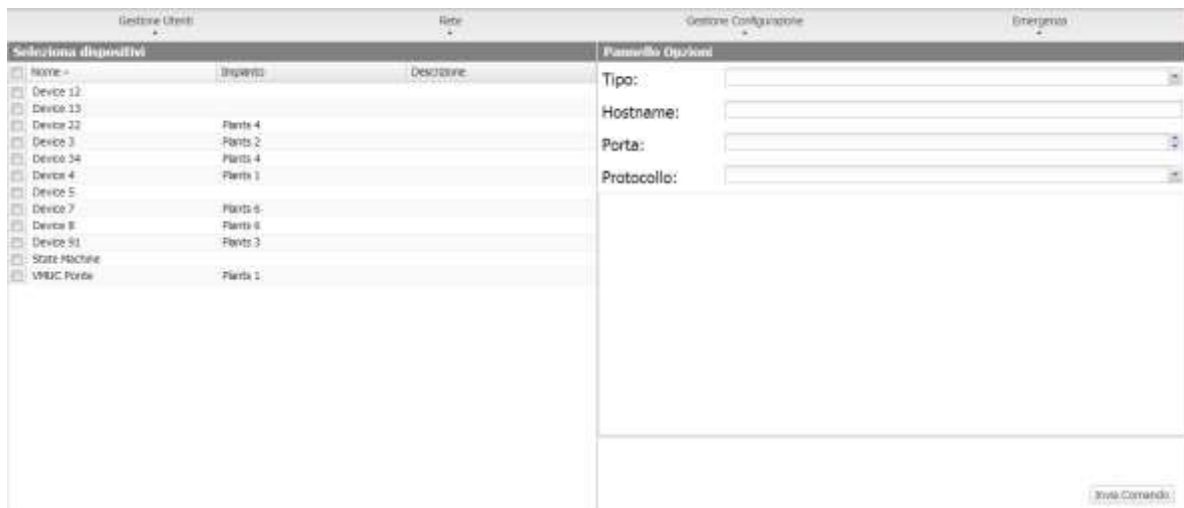 Gestione Utenti Rete Gestione Configurazione Emergenza
Seleziona dispositivi
Nome Impianto Descrizione
Device 12
Device 13
Device 22 Plants 4
Device 3 Plants 2
Device 34 Plants 4
Device 4 Plants 1
Device 5
Device 7 Plants 6
Device 8 Plants 6
Device 91 Plants 3
State Machine
VMUC Ponte Plants 1
Pannello Opzioni
Tipo:
Hostname:
Porta:
Protocollo:
Invia Comando